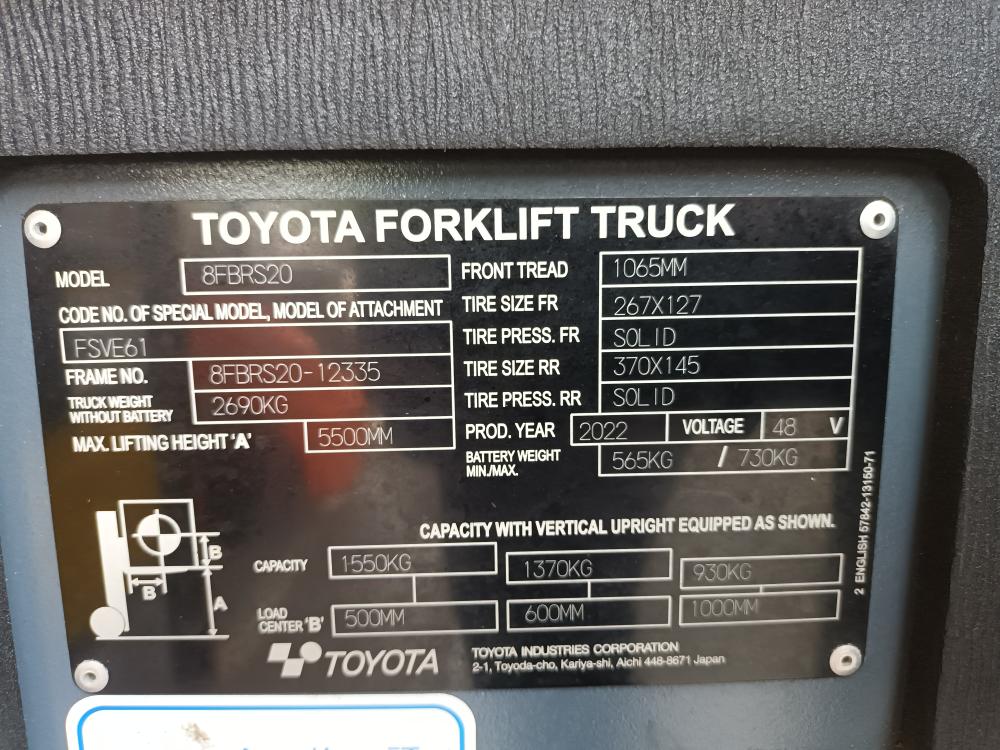 TOYOTA FORKLIFT TRUCK
MODEL 8FBRS20
CODE NO. OF SPECIAL MODEL, MODEL OF ATTACHMENT
FSVE61
FRAME NO. 8FBRS20-12335
TRUCK WEIGHT WITHOUT BATTERY 2690KG
MAX. LIFTING HEIGHT 'A' 5500MM
FRONT TREAD 1065MM
TIRE SIZE FR 267X127
TIRE PRESS. FR SOLID
TIRE SIZE RR 370X145
TIRE PRESS. RR SOLID
PROD. YEAR 2022 VOLTAGE 48 V
BATTERY WEIGHT MIN./MAX. 565KG / 730KG
CAPACITY WITH VERTICAL UPRIGHT EQUIPPED AS SHOWN.
B
B
A
CAPACITY 1550KG 1370KG 930KG
LOAD CENTER 'B' 500MM 600MM 1000MM
TOYOTA
TOYOTA INDUSTRIES CORPORATION
2-1, Toyoda-cho, Kariya-shi, Aichi 448-8671 Japan
2 ENGLISH 57842-13150-71